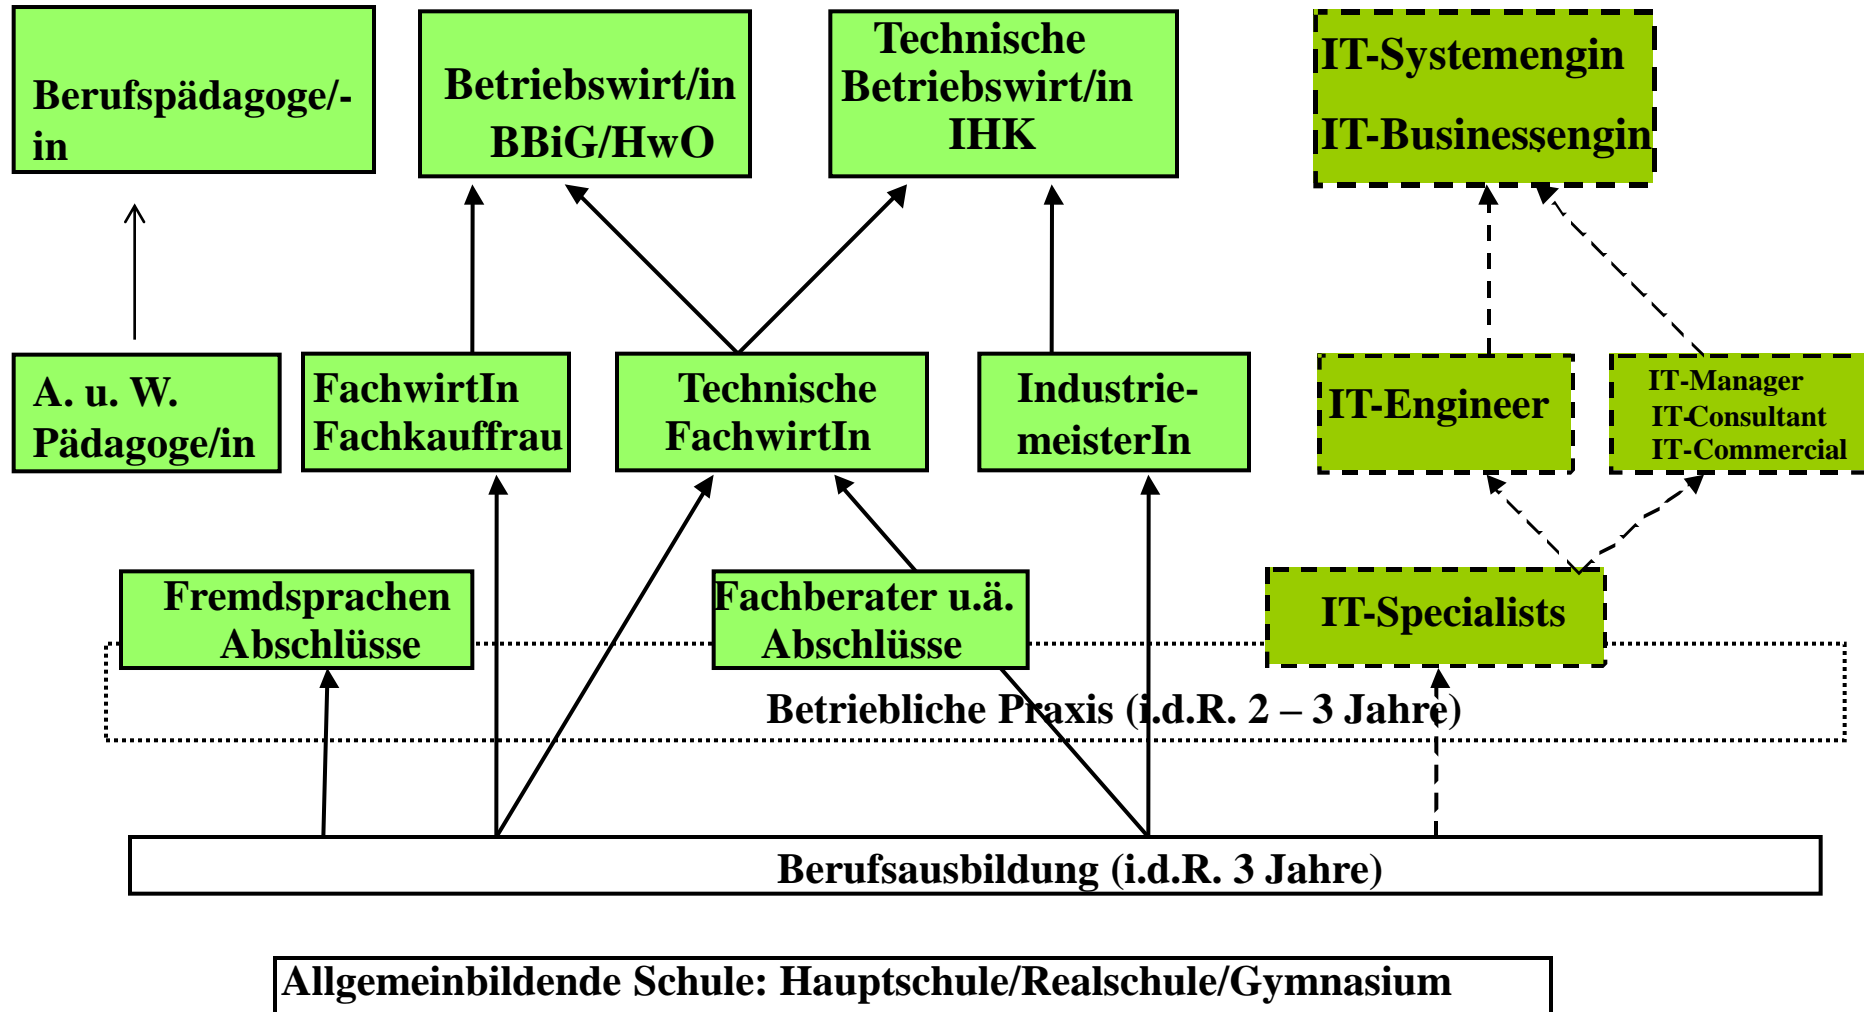 Berufspädagoge/-
in
Betriebswirt/in
BBiG/HwO
Technische
Betriebswirt/in
IHK
IT-Systemengin
IT-Businessengin
A. u. W.
Pädagoge/in
FachwirtIn
Fachkauffrau
Technische
FachwirtIn
Industrie-
meisterIn
IT-Engineer
IT-Manager
IT-Consultant
IT-Commercial
Fremdsprachen
Abschlüsse
Fachberater u.ä.
Abschlüsse
IT-Specialists
Betriebliche Praxis (i.d.R. 2 – 3 Jahre)
Berufsausbildung (i.d.R. 3 Jahre)
Allgemeinbildende Schule: Hauptschule/Realschule/Gymnasium